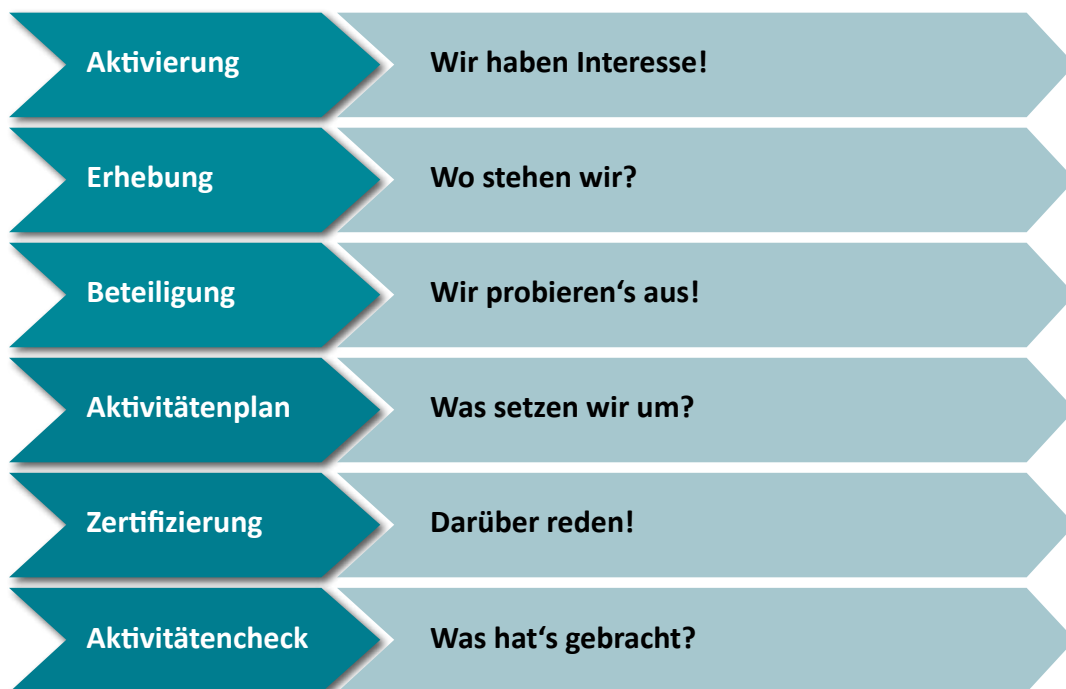 Aktivierung
Wir haben Interesse!
Erhebung
Wo stehen wir?
Beteiligung
Wir probieren‘s aus!
Aktivitätenplan
Was setzen wir um?
Zertifizierung
Darüber reden!
Aktivitätencheck
Was hat‘s gebracht?